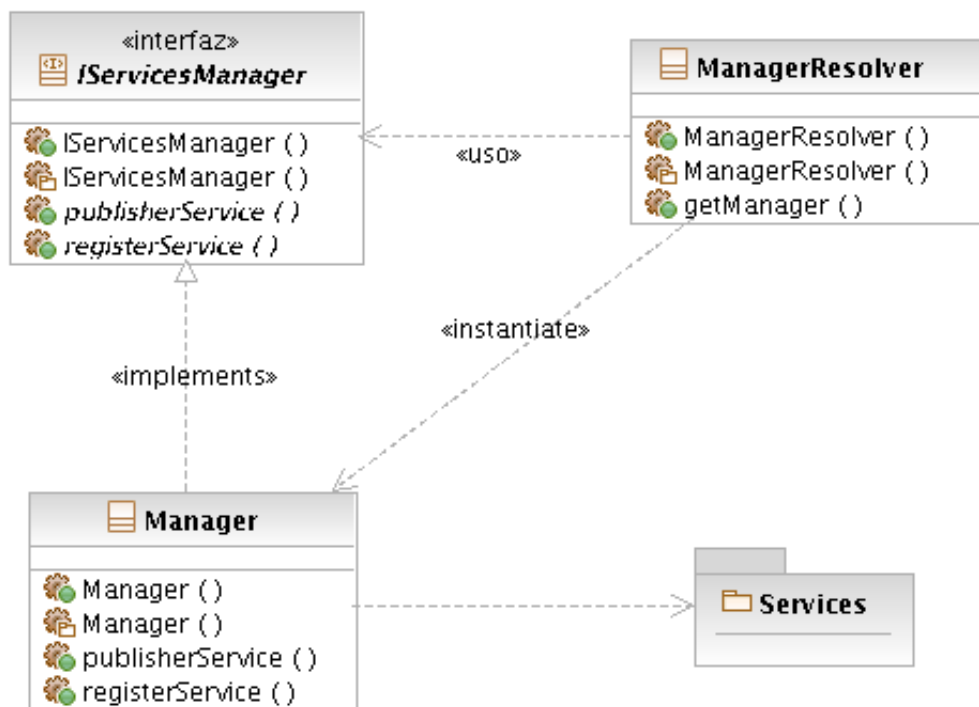 «interfaz»
IServicesManager
IServicesManager ( )
IServicesManager ( )
publisherService ( )
registerService ( )
ManagerResolver
ManagerResolver ( )
ManagerResolver ( )
getManager ( )
«uso»
«instantiate»
«implements»
Manager
Manager ( )
Manager ( )
publisherService ( )
registerService ( )
Services